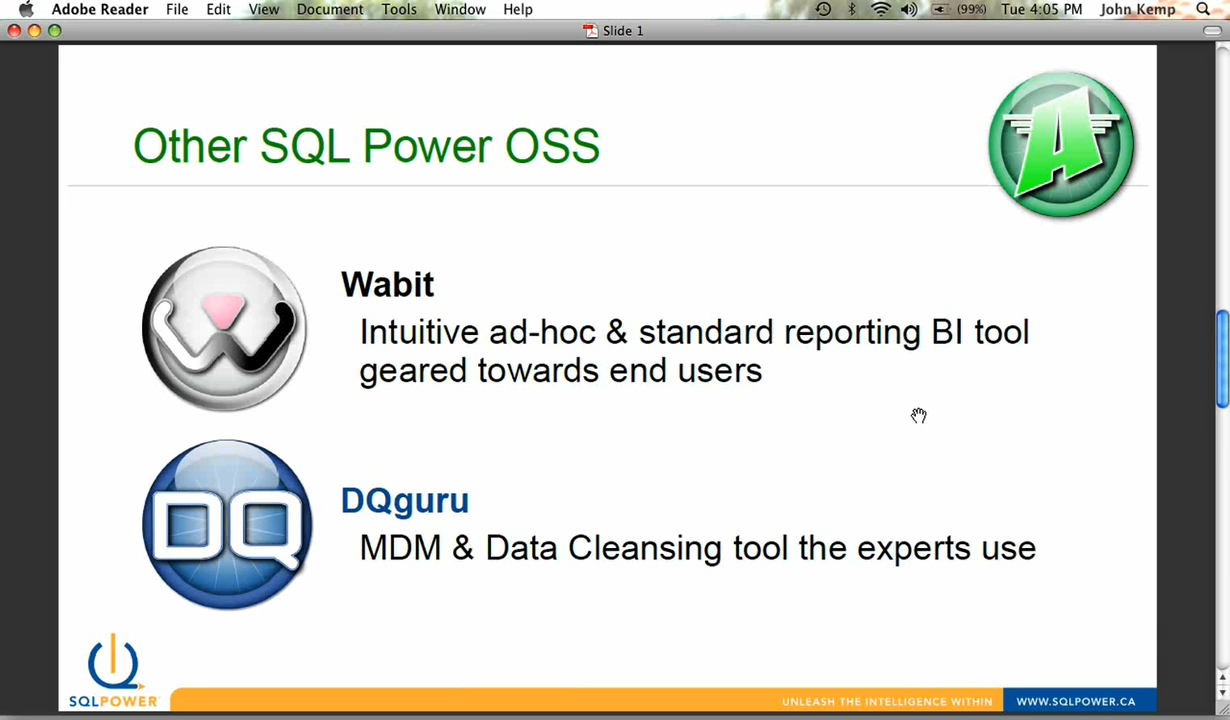 Adobe Reader File Edit View Document Tools Window Help (99%) Tue 4:05 PM John Kemp
Slide 1
Other SQL Power OSS
A
W
Wabit
Intuitive ad-hoc & standard reporting BI tool
geared towards end users
DQ
DQguru
MDM & Data Cleansing tool the experts use
SQLPOWER
UNLEASH THE INTELLIGENCE WITHIN WWW.SQLPOWER.CA